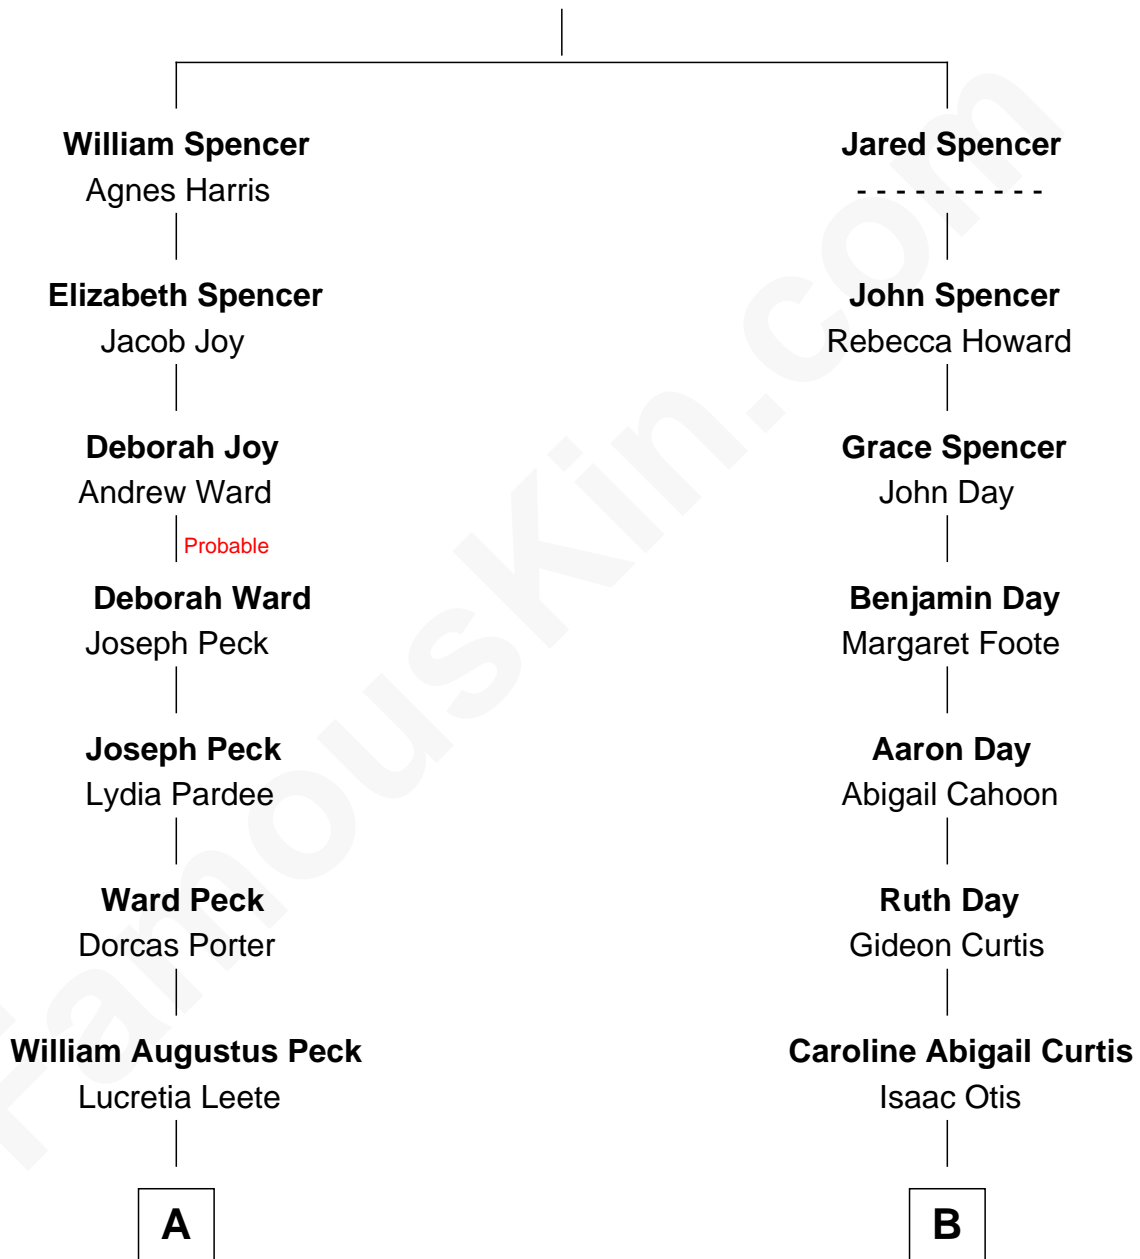 William Spencer
Agnes Harris
Jared Spencer
- - - - - - - - - -
Elizabeth Spencer
Jacob Joy
John Spencer
Rebecca Howard
Deborah Joy
Andrew Ward
Grace Spencer
John Day
Probable
Deborah Ward
Joseph Peck
Benjamin Day
Margaret Foote
Joseph Peck
Lydia Pardee
Aaron Day
Abigail Cahoon
Ward Peck
Dorcas Porter
Ruth Day
Gideon Curtis
William Augustus Peck
Lucretia Leete
Caroline Abigail Curtis
Isaac Otis
A
B
FamousKin.com